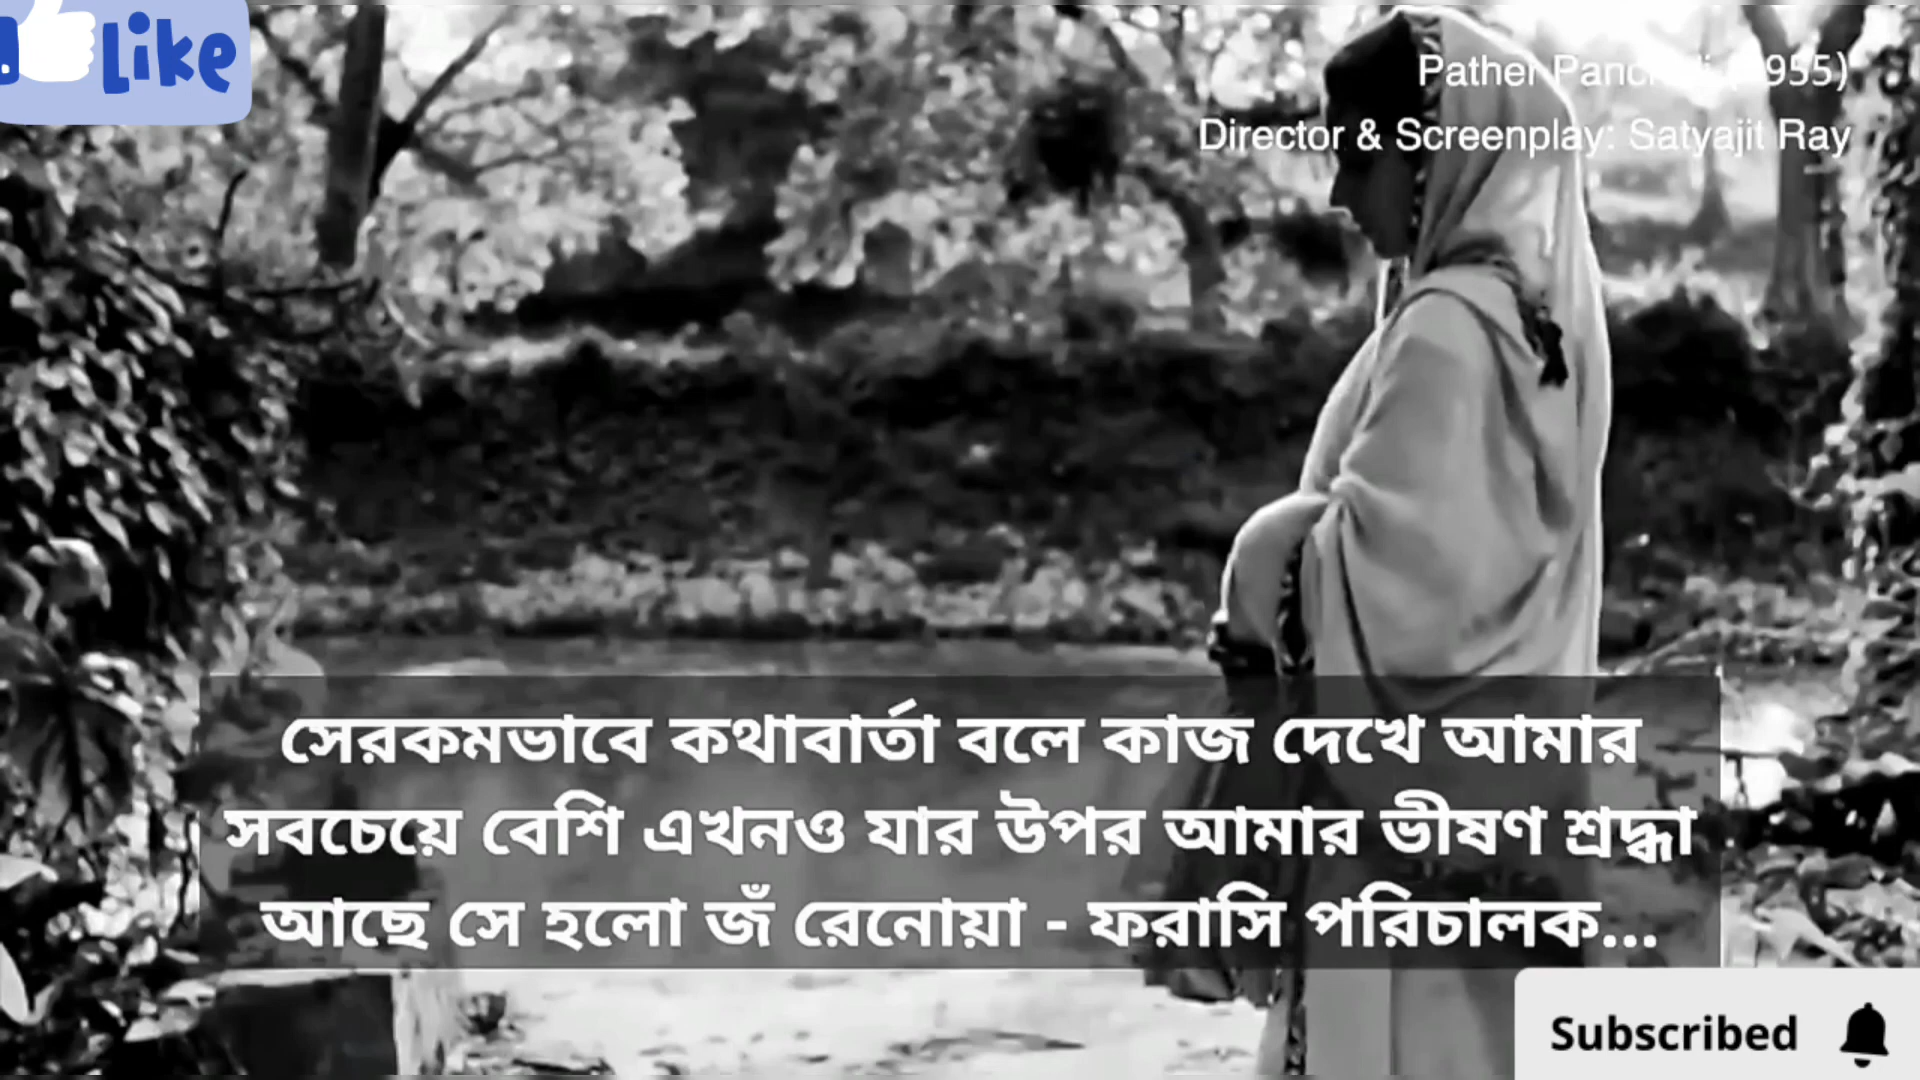 Like
Pather
Director & Screenplay: Satyajit Ray
সেরকমভাবে কথাবার্তা বলে কাজ দেখে আমার
সবচেয়ে বেশি এখনও যার উপর আমার ভীষণ শ্রদ্ধা
আছে সে হলো জঁ রেনোয়া - ফরাসি পরিচালক...
Subscribed